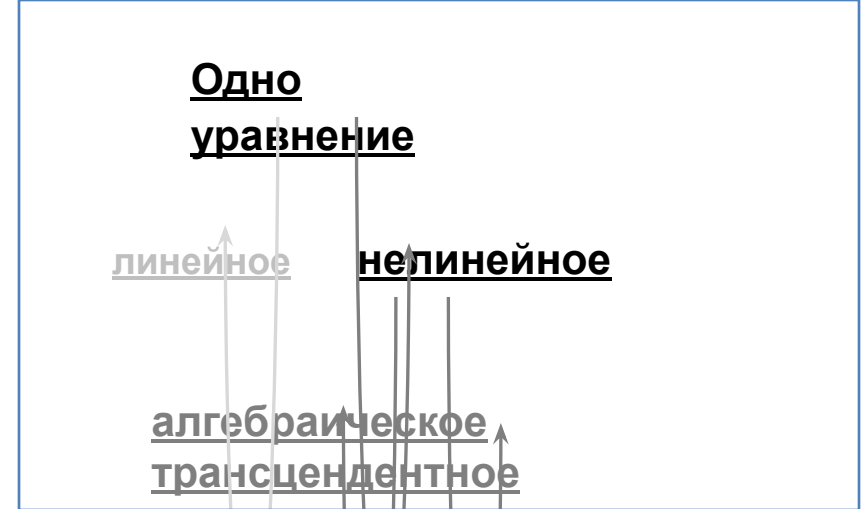 Одно
уравнение
линейное нелинейное
алгебраическое
трансцендентное